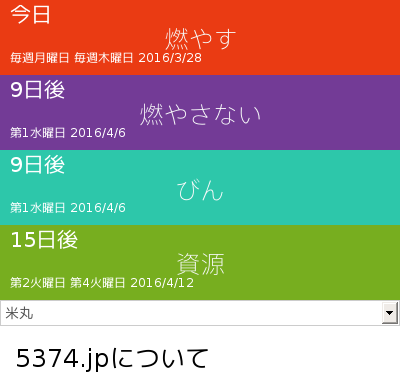 今日
燃やす
毎週月曜日 毎週木曜日 2016/3/28
9日後
燃やさない
第1水曜日 2016/4/6
9日後
びん
第1水曜日 2016/4/6
15日後
資源
第2火曜日 第4火曜日 2016/4/12
米丸
5374.jpについて